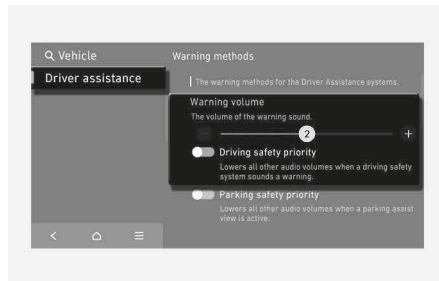 Vehicle
Warning methods
Driver assistance
The warning methods for the Driver Assistance systems.
Warning volume
The volume of the warning sound.
2
+
Driving safety priority
Lowers all other audio volumes when a driving safety
system sounds a warning.
Parking safety priority
Lowers all other audio volumes when a parking assist
view is active.